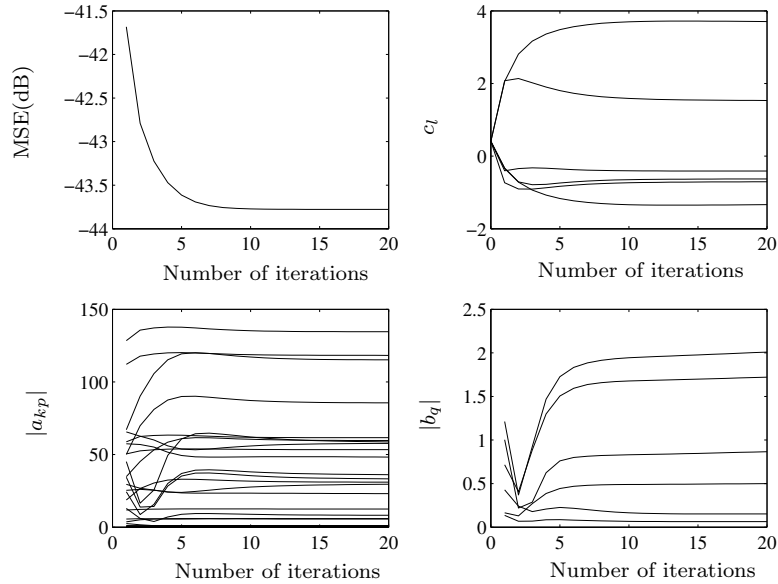 MSE(dB)
−41.5
−42
−42.5
−43
−43.5
−44
0 5 10 15 20
Number of iterations
c_l
4
2
0
−2
0 5 10 15 20
Number of iterations
|a_{kp}|
150
100
50
0
0 5 10 15 20
Number of iterations
|b_q|
2.5
2
1.5
1
0.5
0
0 5 10 15 20
Number of iterations